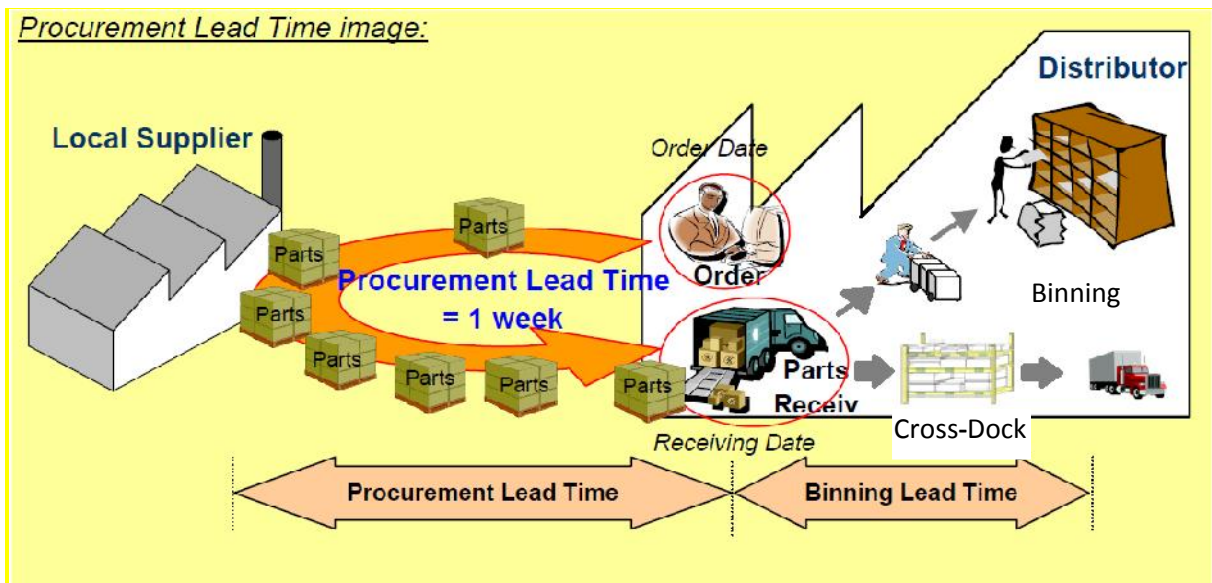 Procurement Lead Time image:
Distributor
Local Supplier
Order Date
Parts
Parts
Procurement Lead Time
= 1 week
Order
Binning
Parts
Parts
Parts
Parts
Parts
Parts
Receiv
Cross-Dock
Receiving Date
Procurement Lead Time
Binning Lead Time